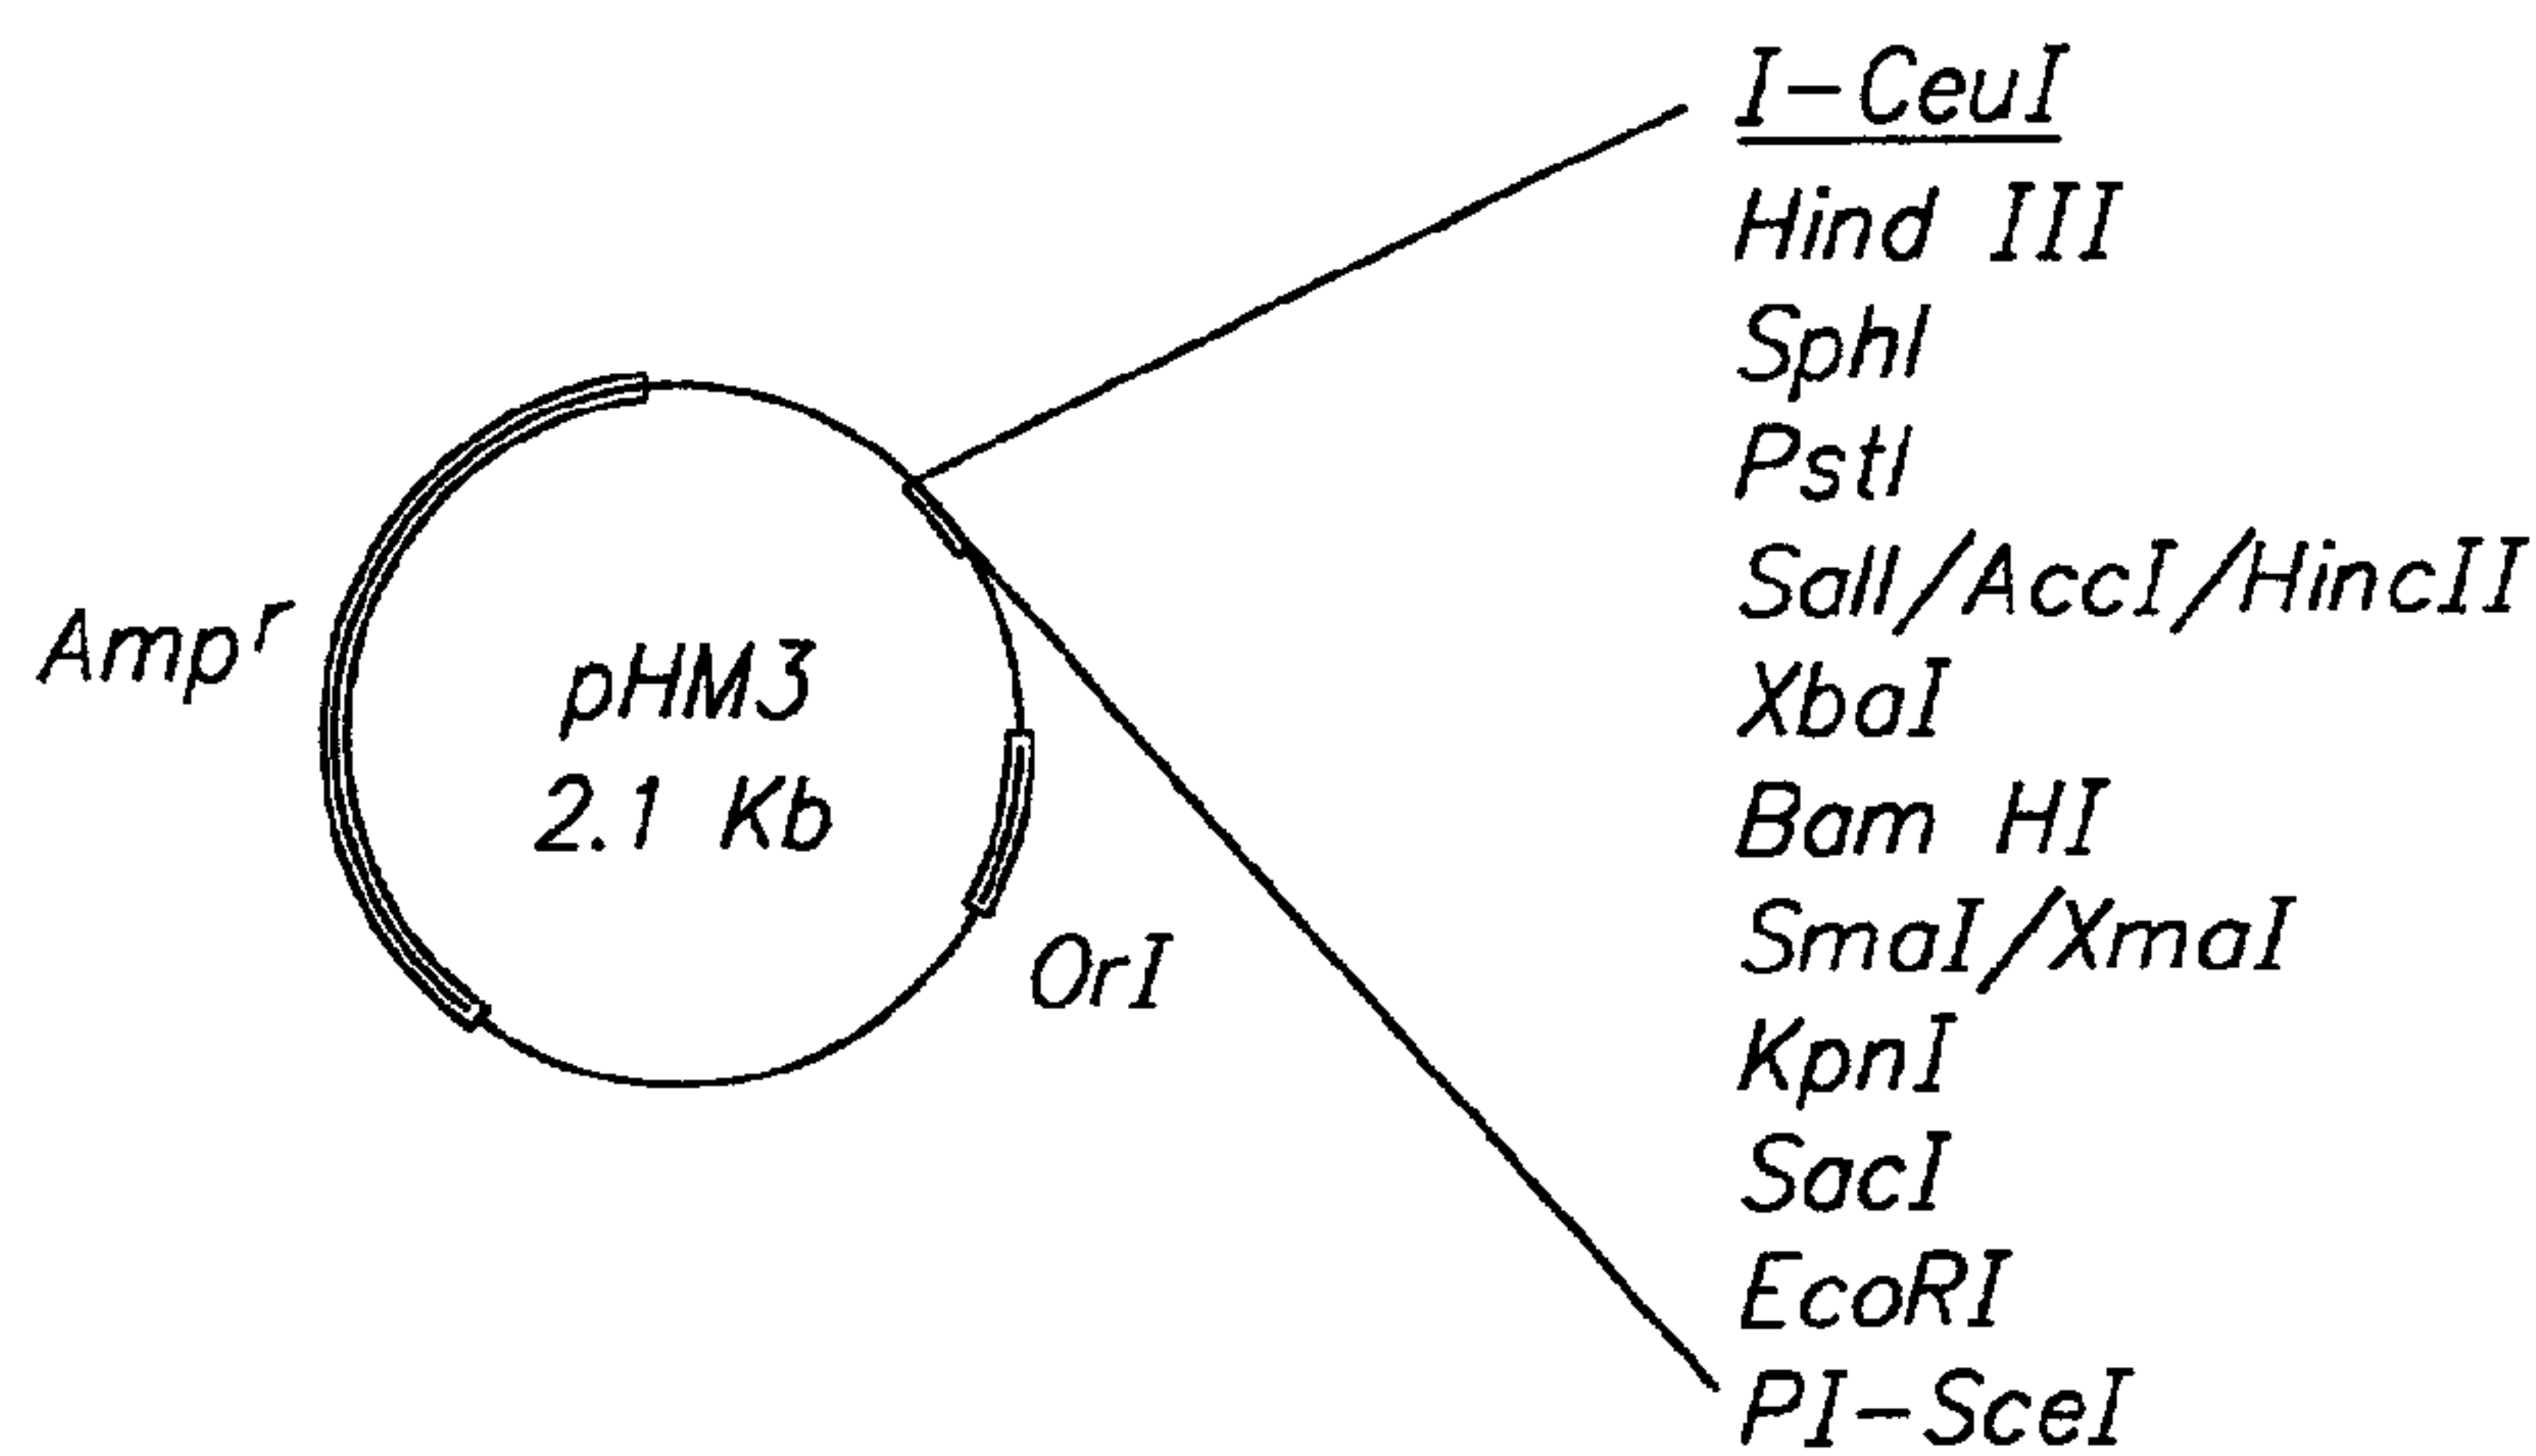 Amp^r
pHM3
2.1 Kb
OrI
I-CeuI
Hind III
SphI
PstI
SalI/AccI/HincII
XbaI
Bam HI
SmaI/XmaI
KpnI
SacI
EcoRI
PI-SceI